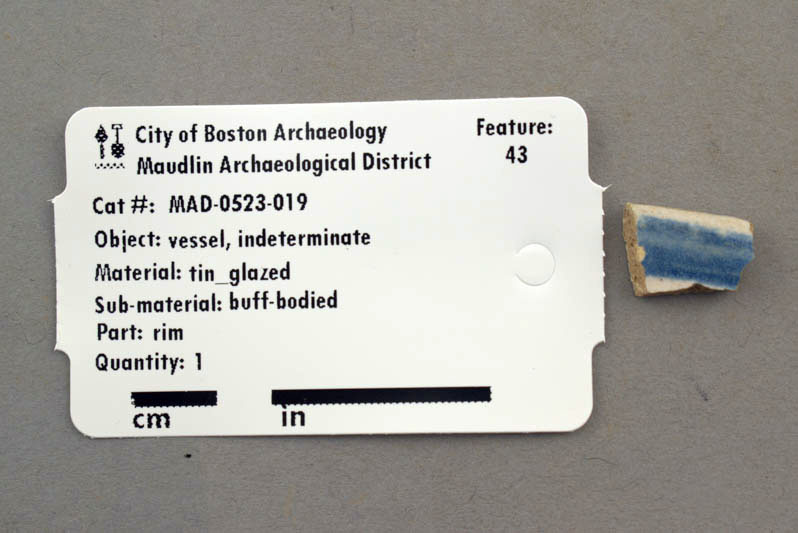 City of Boston Archaeology
Maudlin Archaeological District
Feature:
43
Cat #: MAD-0523-019
Object: vessel, indeterminate
Material: tin_glazed
Sub-material: buff-bodied
Part: rim
Quantity: 1
cm in